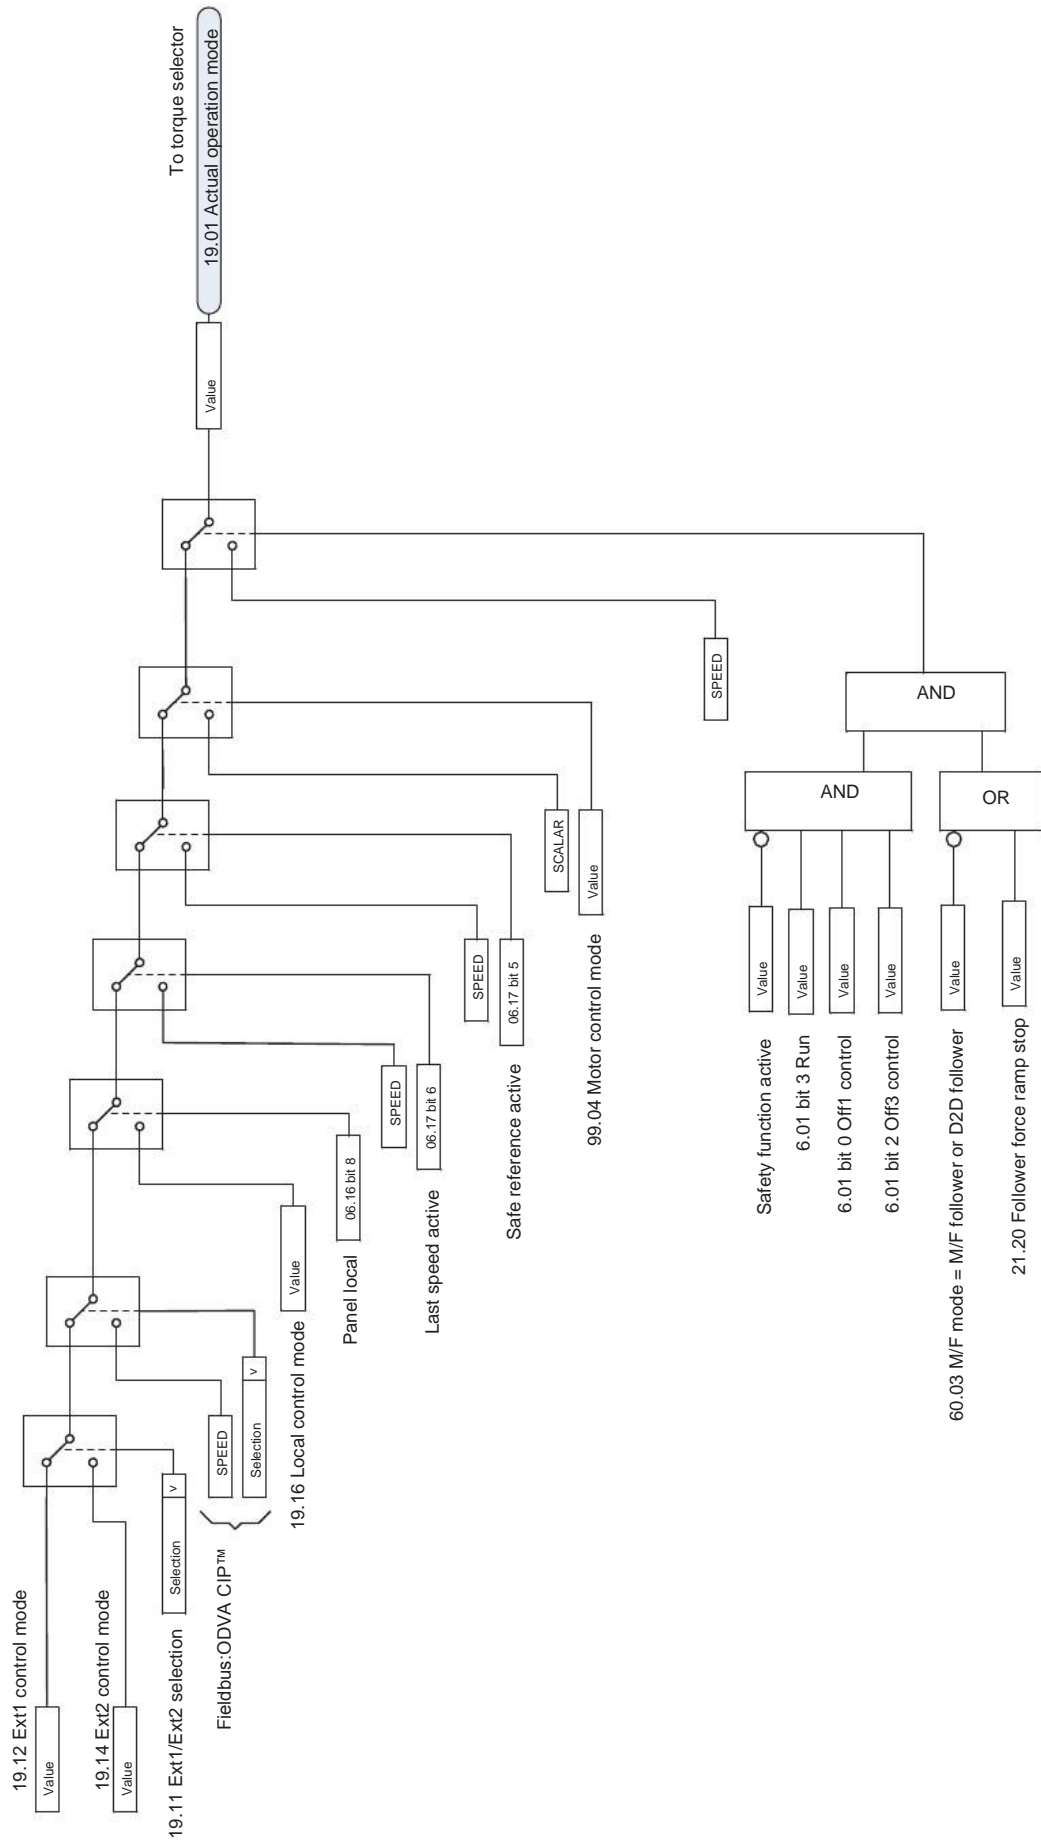 19.12 Ext1 control mode
Value
19.14 Ext2 control mode
Value
19.11 Ext1/Ext2 selection
Selection
v
Fieldbus:ODVA CIP™
SPEED
Selection
v
19.16 Local control mode
Value
Panel local
06.16 bit 8
SPEED
Last speed active
06.17 bit 6
SPEED
Safe reference active
06.17 bit 5
SCALAR
99.04 Motor control mode
Value
SPEED
Safety function active
Value
6.01 bit 3 Run
Value
6.01 bit 0 Off1 control
Value
6.01 bit 2 Off3 control
Value
AND
60.03 M/F mode = M/F follower or D2D follower
Value
21.20 Follower force ramp stop
Value
OR
AND
Value
To torque selector
19.01 Actual operation mode